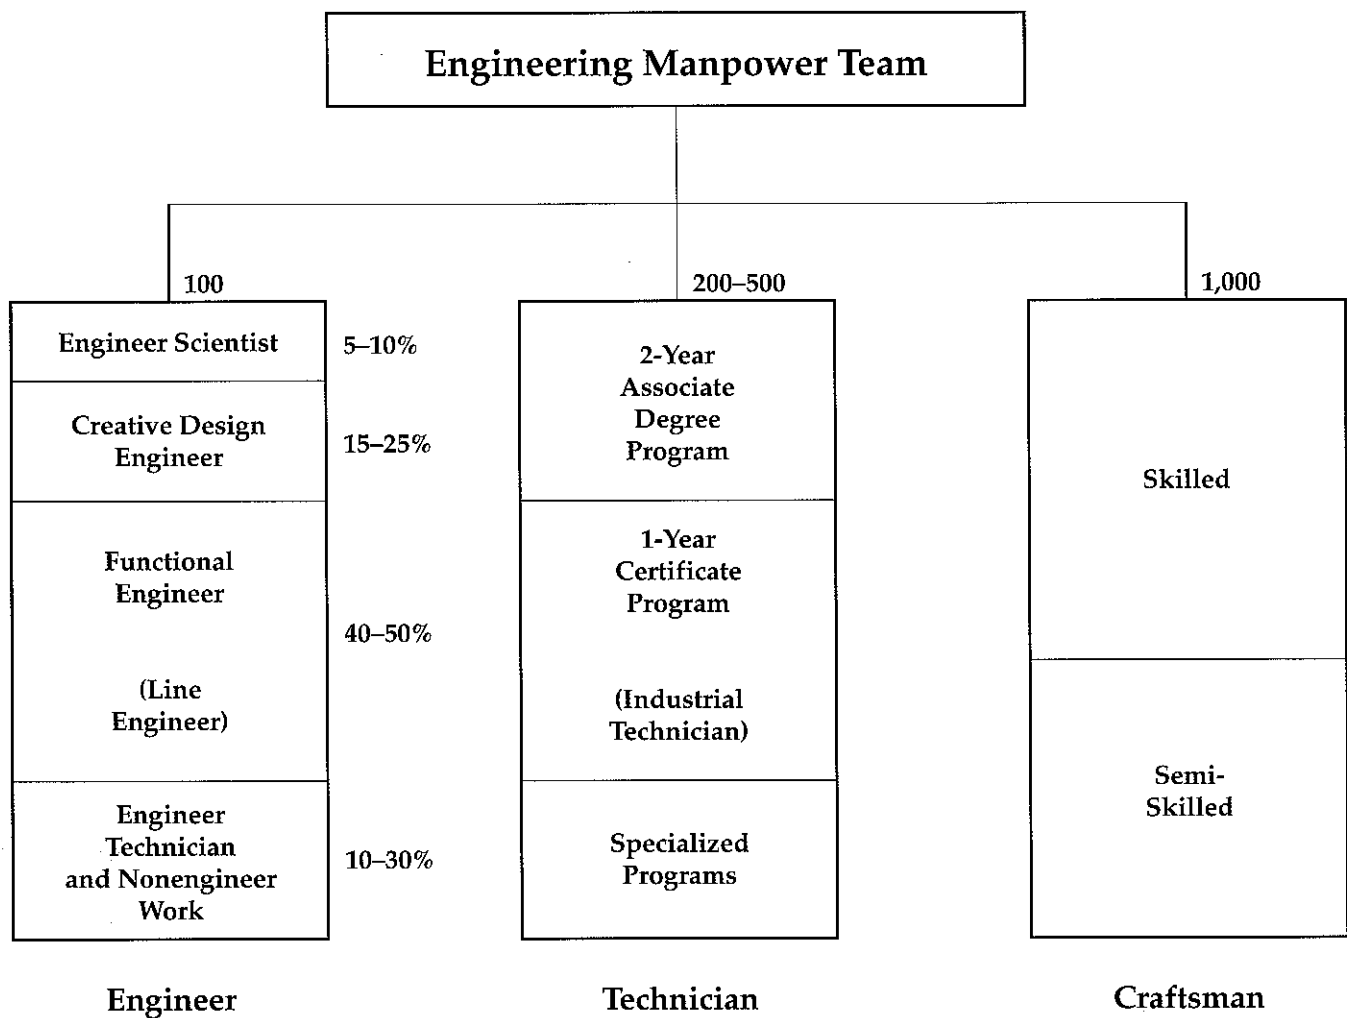 Engineering Manpower Team
100
Engineer Scientist
5–10%
Creative Design
Engineer
15–25%
Functional
Engineer
(Line
Engineer)
40–50%
Engineer
Technician
and Nonengineer
Work
10–30%
Engineer
200–500
2-Year
Associate
Degree
Program
1-Year
Certificate
Program
(Industrial
Technician)
Specialized
Programs
Technician
1,000
Skilled
Semi-
Skilled
Craftsman